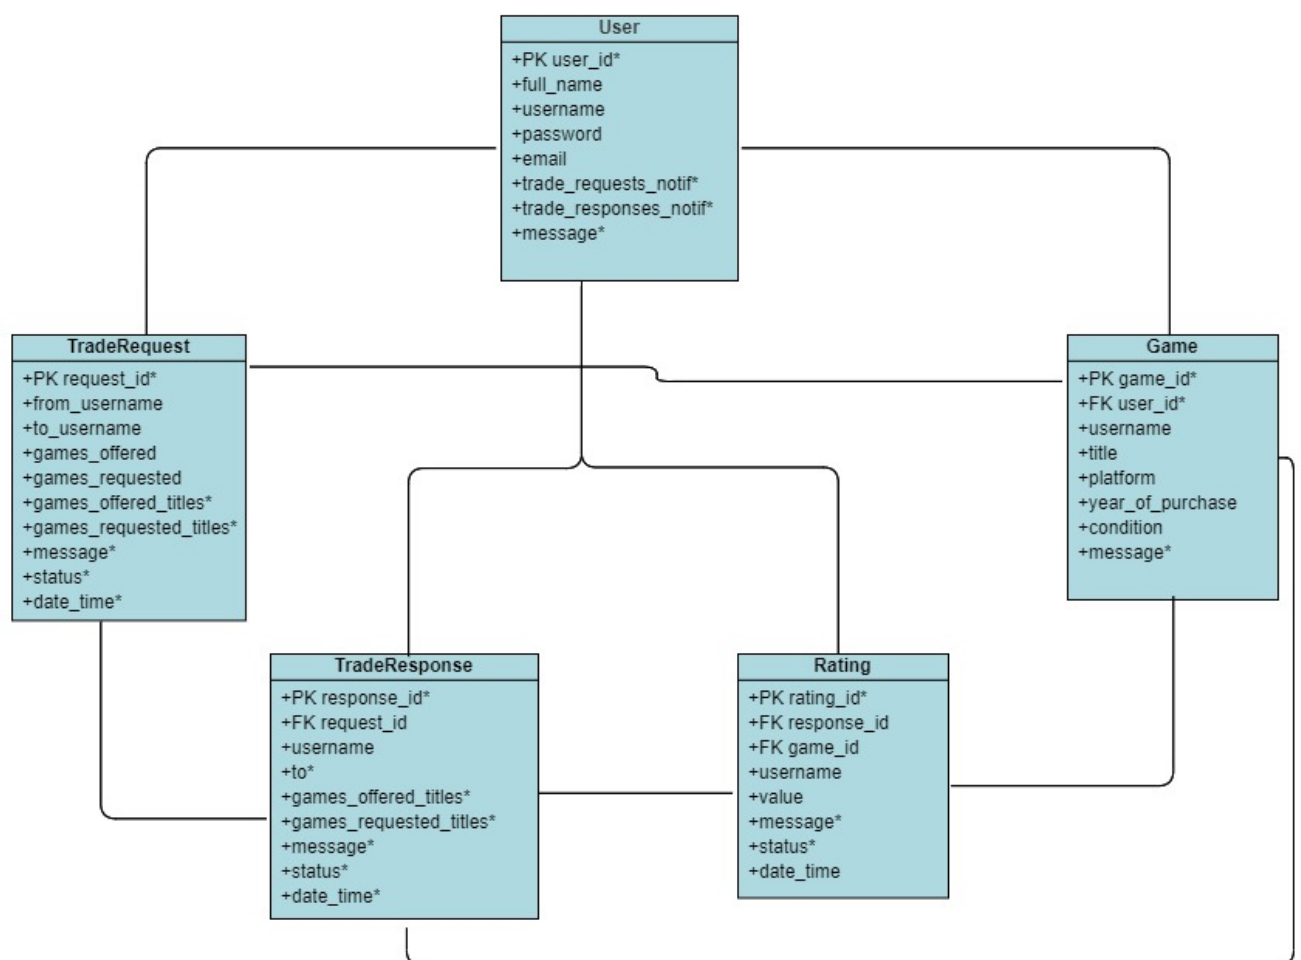 User
+PK user_id*
+full_name
+username
+password
+email
+trade_requests_notif*
+trade_responses_notif*
+message*
TradeRequest
+PK request_id*
+from_username
+to_username
+games_offered
+games_requested
+games_offered_titles*
+games_requested_titles*
+message*
+status*
+date_time*
Game
+PK game_id*
+FK user_id*
+username
+title
+platform
+year_of_purchase
+condition
+message*
TradeResponse
+PK response_id*
+FK request_id
+username
+to*
+games_offered_titles*
+games_requested_titles*
+message*
+status*
+date_time*
Rating
+PK rating_id*
+FK response_id
+FK game_id
+username
+value
+message*
+status*
+date_time